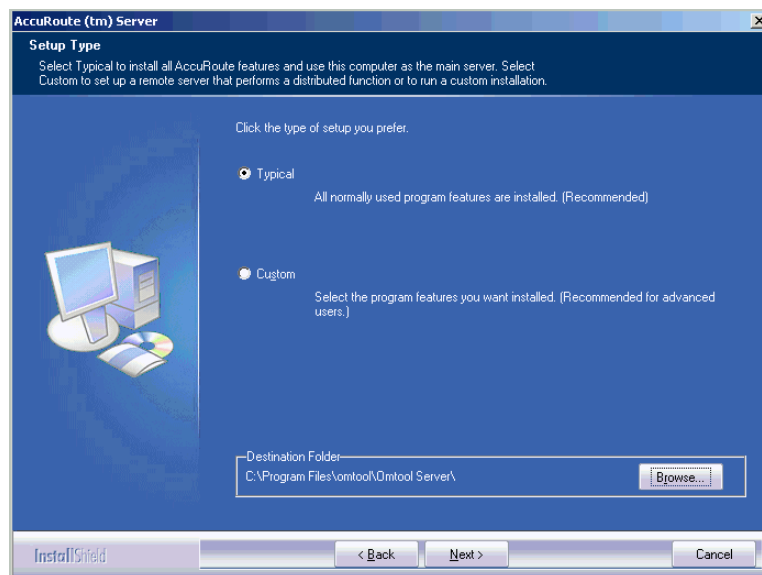 AccuRoute (tm) Server
Setup Type
Select Typical to install all AccuRoute features and use this computer as the main server. Select
Custom to set up a remote server that performs a distributed function or to run a custom installation.
Click the type of setup you prefer.
Typical
All normally used program features are installed. (Recommended)
Custom
Select the program features you want installed. (Recommended for advanced
users.)
Destination Folder
C:\Program Files\omtool\Omtool Server\
Browse...
InstallShield
< Back
Next >
Cancel